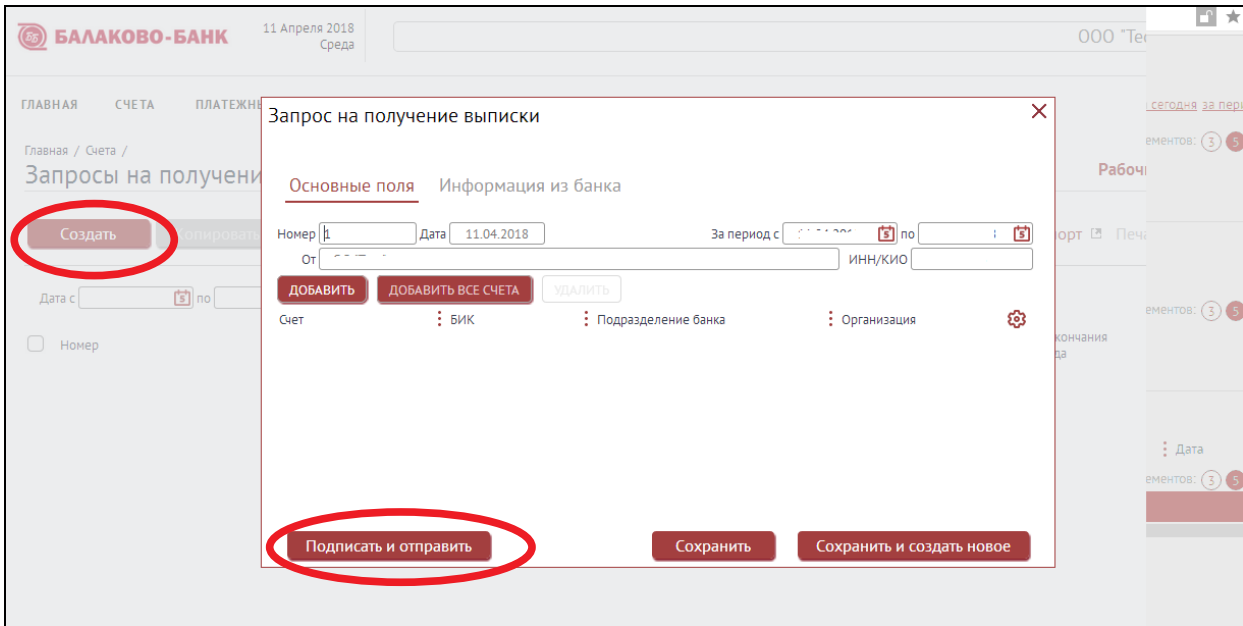 БАЛАКОВО-БАНК
11 Апреля 2018
Среда
ООО "Тес
ГЛАВНАЯ СЧЕТА ПЛАТЕЖНЫ
сегодня за пери
Запрос на получение выписки
Главная / Счета /
ементов: 3 5
Запросы на получени
Рабоч
Основные поля Информация из банка
Создать Копировать
Номер 1 Дата 11.04.2018 За период с по
орт Печа
От ИНН/КИО
ДОБАВИТЬ ДОБАВИТЬ ВСЕ СЧЕТА УДАЛИТЬ
Дата с по
Счет БИК Подразделение банка Организация
ементов: 3 5
Номер
кончания
да
Дата
ементов: 3 5
Подписать и отправить Сохранить Сохранить и создать новое